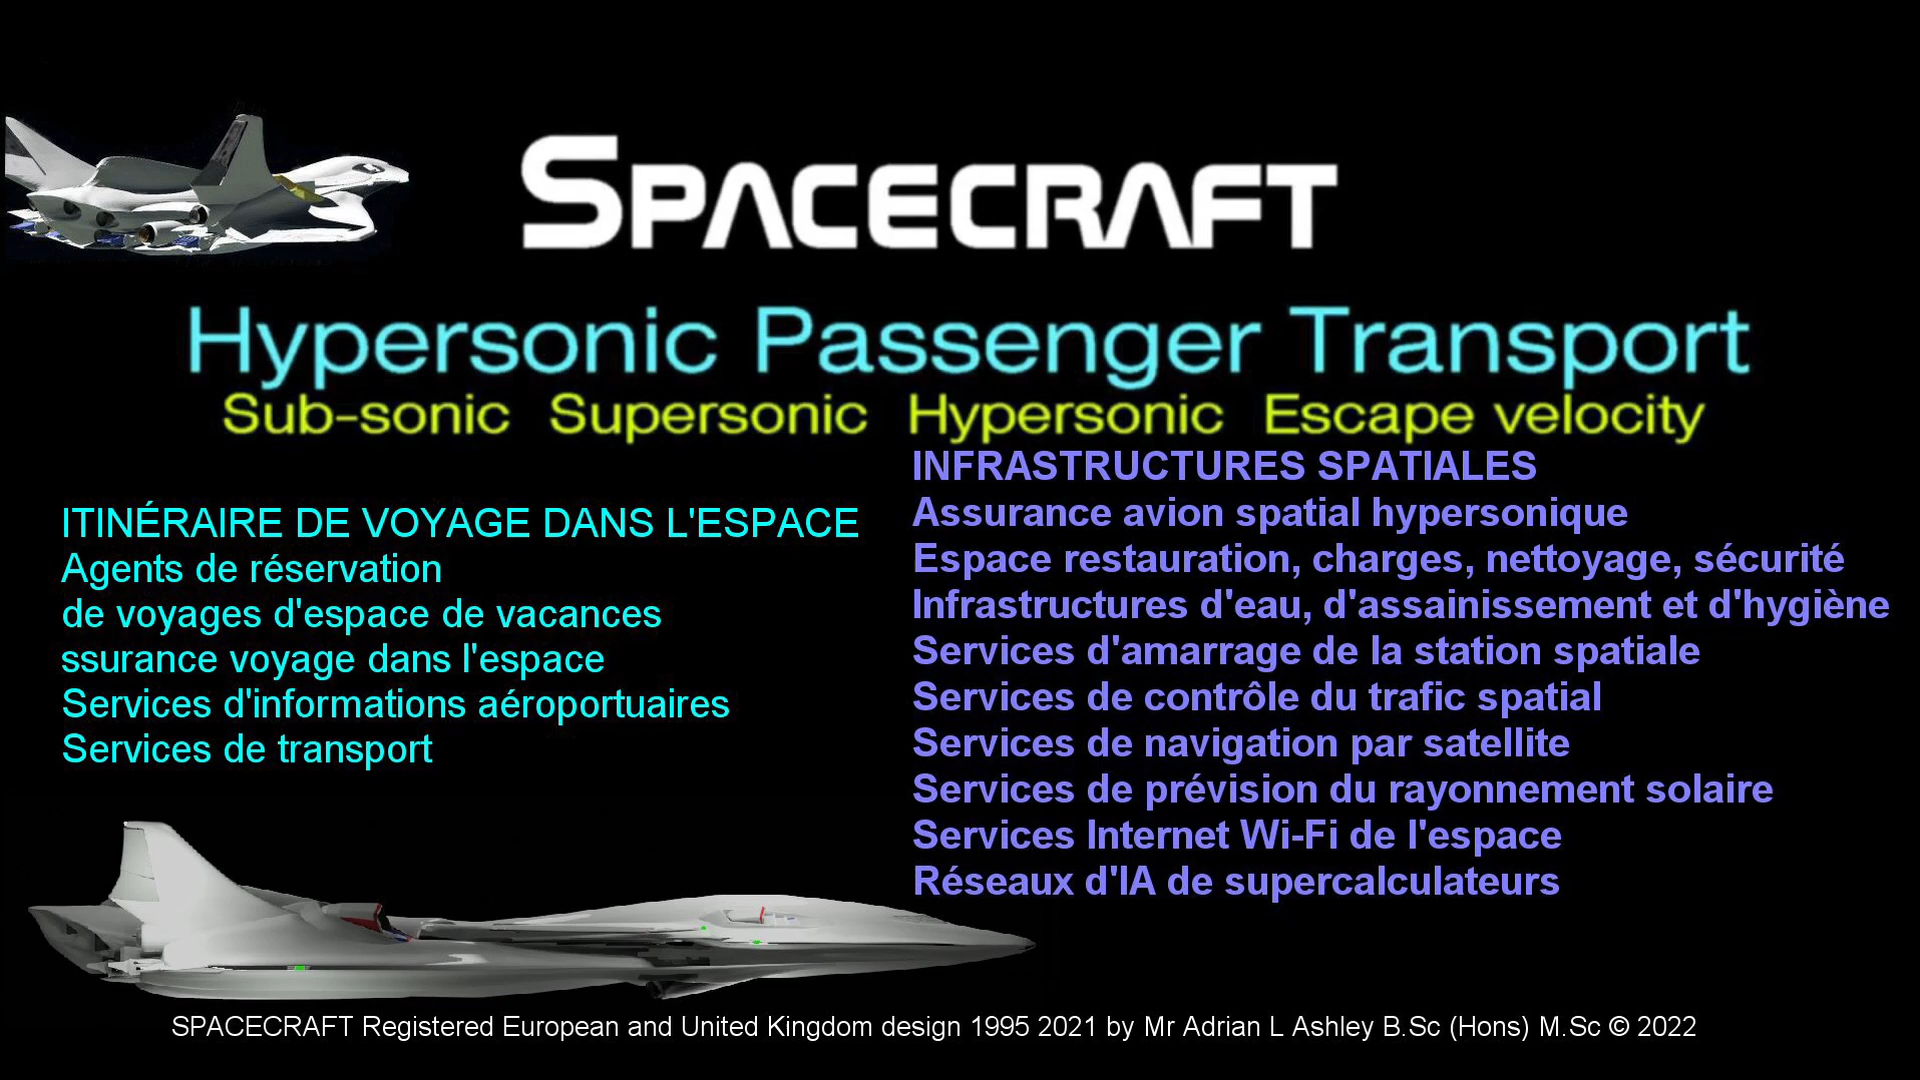 SPACECRAFT
Hypersonic Passenger Transport
Sub-sonic Supersonic Hypersonic Escape velocity
ITINÉRAIRE DE VOYAGE DANS L'ESPACE
Agents de réservation
de voyages d'espace de vacances
ssurance voyage dans l'espace
Services d'informations aéroportuaires
Services de transport
INFRASTRUCTURES SPATIALES
Assurance avion spatial hypersonique
Espace restauration, charges, nettoyage, sécurité
Infrastructures d'eau, d'assainissement et d'hygiène
Services d'amarrage de la station spatiale
Services de contrôle du trafic spatial
Services de navigation par satellite
Services de prévision du rayonnement solaire
Services Internet Wi-Fi de l'espace
Réseaux d'IA de supercalculateurs
SPACECRAFT Registered European and United Kingdom design 1995 2021 by Mr Adrian L Ashley B.Sc (Hons) M.Sc © 2022